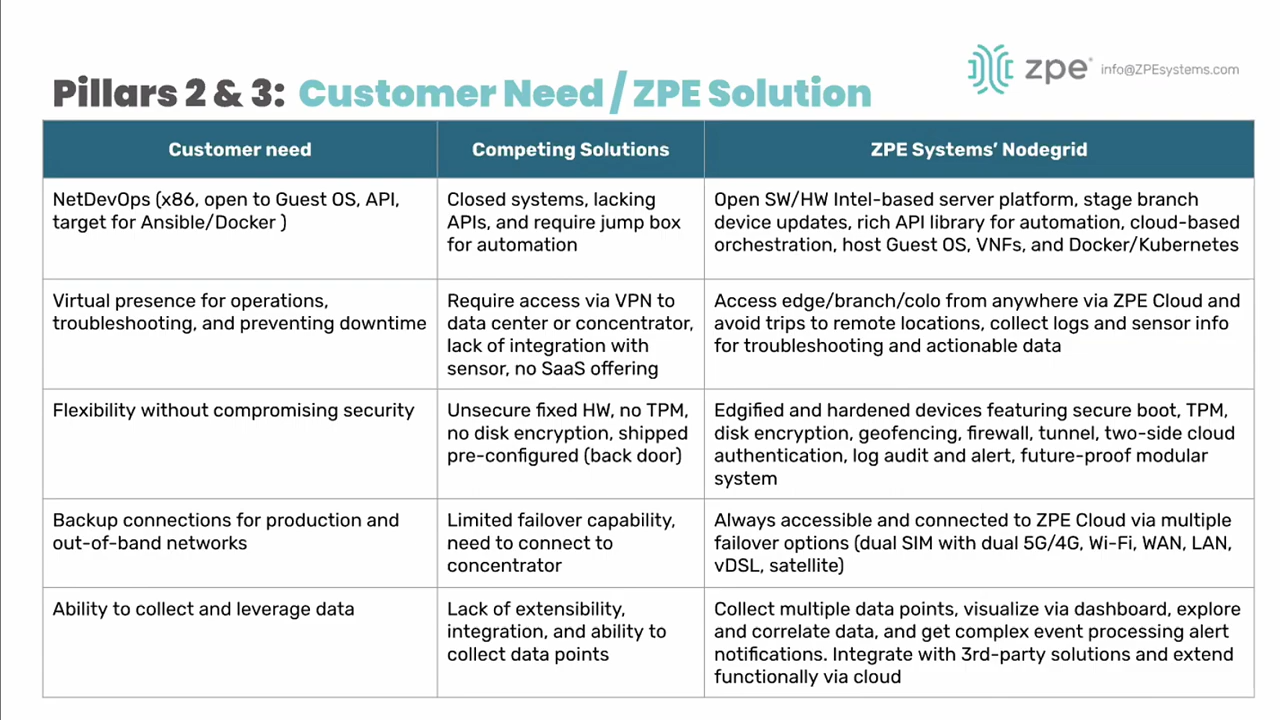 zpe
info@ZPEsystems.com
Pillars 2 & 3: Customer Need / ZPE Solution
Customer need
Competing Solutions
ZPE Systems’ Nodegrid
NetDevOps (x86, open to Guest OS, API,
target for Ansible/Docker )
Closed systems, lacking
APIs, and require jump box
for automation
Open SW/HW Intel-based server platform, stage branch
device updates, rich API library for automation, cloud-based
orchestration, host Guest OS, VNFs, and Docker/Kubernetes
Virtual presence for operations,
troubleshooting, and preventing downtime
Require access via VPN to
data center or concentrator,
lack of integration with
sensor, no SaaS offering
Access edge/branch/colo from anywhere via ZPE Cloud and
avoid trips to remote locations, collect logs and sensor info
for troubleshooting and actionable data
Flexibility without compromising security
Unsecure fixed HW, no TPM,
no disk encryption, shipped
pre-configured (back door)
Edgified and hardened devices featuring secure boot, TPM,
disk encryption, geofencing, firewall, tunnel, two-side cloud
authentication, log audit and alert, future-proof modular
system
Backup connections for production and
out-of-band networks
Limited failover capability,
need to connect to
concentrator
Always accessible and connected to ZPE Cloud via multiple
failover options (dual SIM with dual 5G/4G, Wi-Fi, WAN, LAN,
vDSL, satellite)
Ability to collect and leverage data
Lack of extensibility,
integration, and ability to
collect data points
Collect multiple data points, visualize via dashboard, explore
and correlate data, and get complex event processing alert
notifications. Integrate with 3rd-party solutions and extend
functionally via cloud